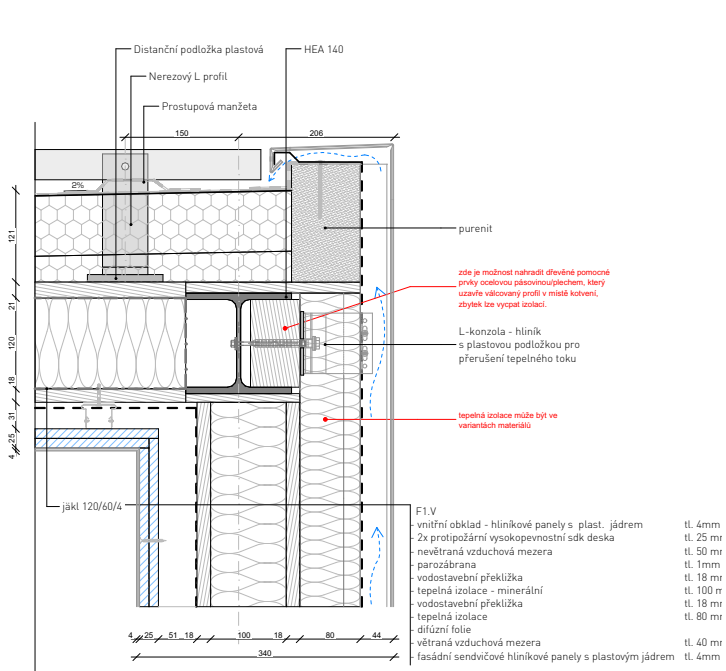 Distanční podložka plastová
HEA 140
Nerezový L profil
Prostupová manžeta
150
206
2%
121
21
120
18
31
25
4
purenit
zde je možnost nahradit dřevěné pomocné
prvky ocelovou pásovinou/plechem, který
uzavře válcovaný profil v místě kotvení,
zbytek lze vycpat izolací.
L-konzola - hliník
s plastovou podložkou pro
přerušení tepelného toku
tepelná izolace může být ve
variantách materiálů
jäkl 120/60/4
F1.V
- vnitřní obklad - hliníkové panely s plast. jádrem tl. 4mm
- 2x protipožární vysokopevnostní sdk deska tl. 25 mm
- nevětraná vzduchová mezera tl. 50 mm
- parozábrana tl. 1mm
- vodostavební překližka tl. 18 mm
- tepelná izolace - minerální tl. 100 m
- vodostavební překližka tl. 18 mm
- tepelná izolace tl. 80 mm
- difúzní folie
- větraná vzduchová mezera tl. 40 mm
- fasádní sendvičové hliníkové panely s plastovým jádrem tl. 4mm
4 25 51 18 100 18 80 44
340